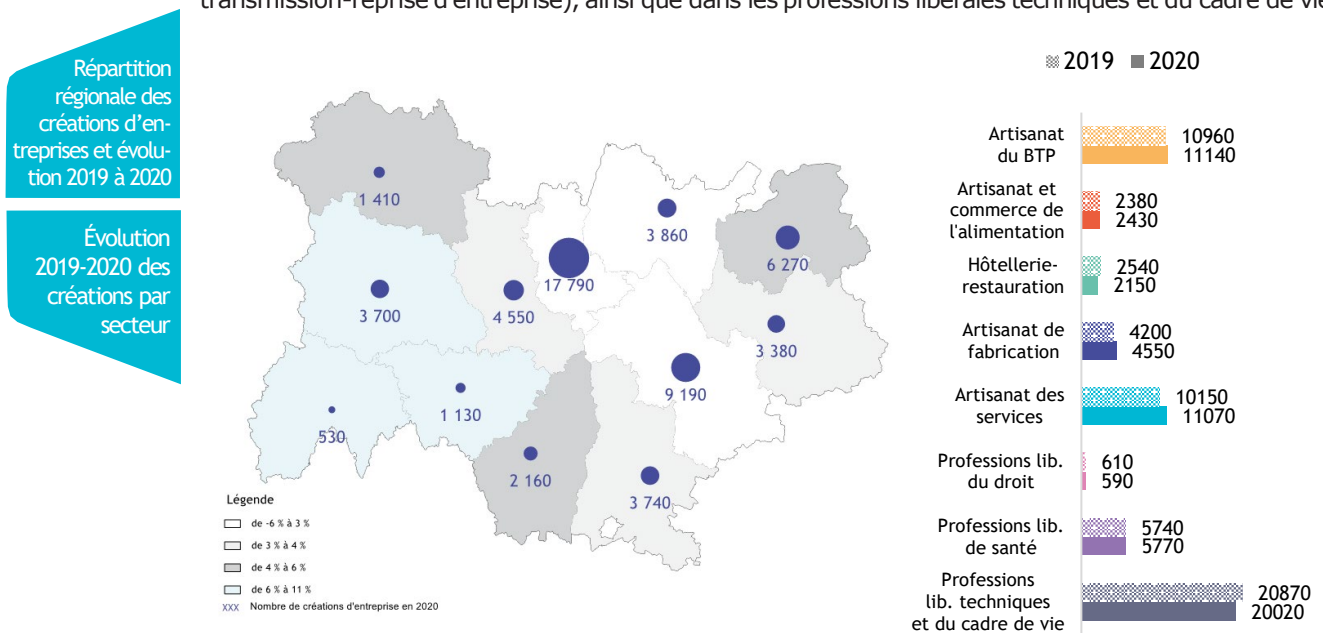 transmission-reprise d'entreprise), ainsi que dans les professions libérales techniques et du cadre de vie
Répartition
régionale des
créations d'en-
treprises et évolu-
tion 2019 à 2020
Évolution
2019-2020 des
créations par
secteur
1 410
3 860
6 270
17 790
3 700
4 550
3 380
9 190
1 130
530
2 160
3 740
Légende
de -6 % à 3 %
de 3 % à 4 %
de 4 % à 6 %
de 6 % à 11 %
XXX Nombre de créations d'entreprise en 2020
2019 2020
Artisanat
du BTP
10960
11140
Artisanat et
commerce de
l'alimentation
2380
2430
Hôtellerie-
restauration
2540
2150
Artisanat de
fabrication
4200
4550
Artisanat des
services
10150
11070
Professions lib.
du droit
610
590
Professions lib.
de santé
5740
5770
Professions
lib. techniques
et du cadre de vie
20870
20020